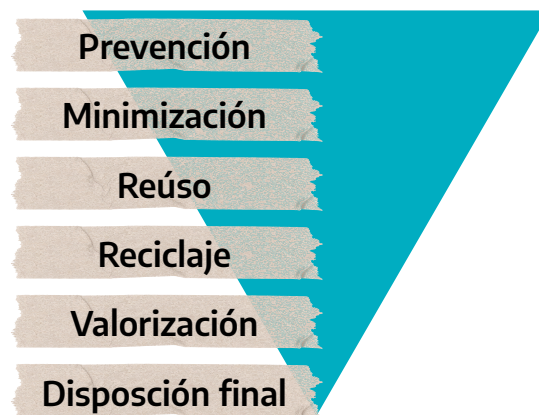 Prevención
Minimización
Reúso
Reciclaje
Valorización
Disposción final